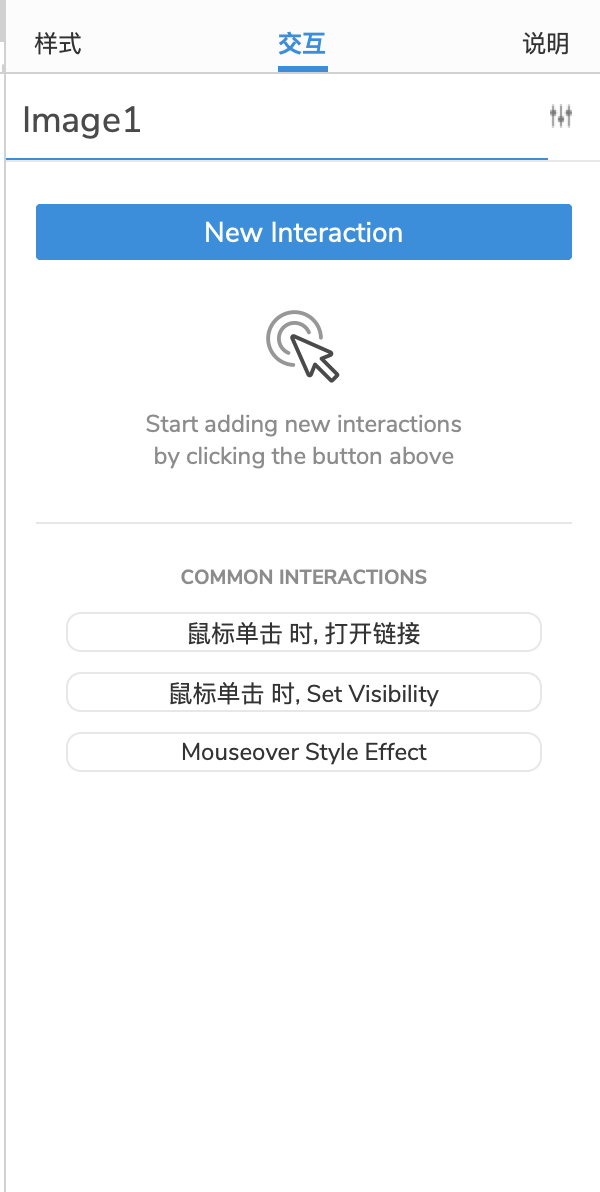 样式 交互 说明
Image1
New Interaction
Start adding new interactions
by clicking the button above
COMMON INTERACTIONS
鼠标单击 时, 打开链接
鼠标单击 时, Set Visibility
Mouseover Style Effect